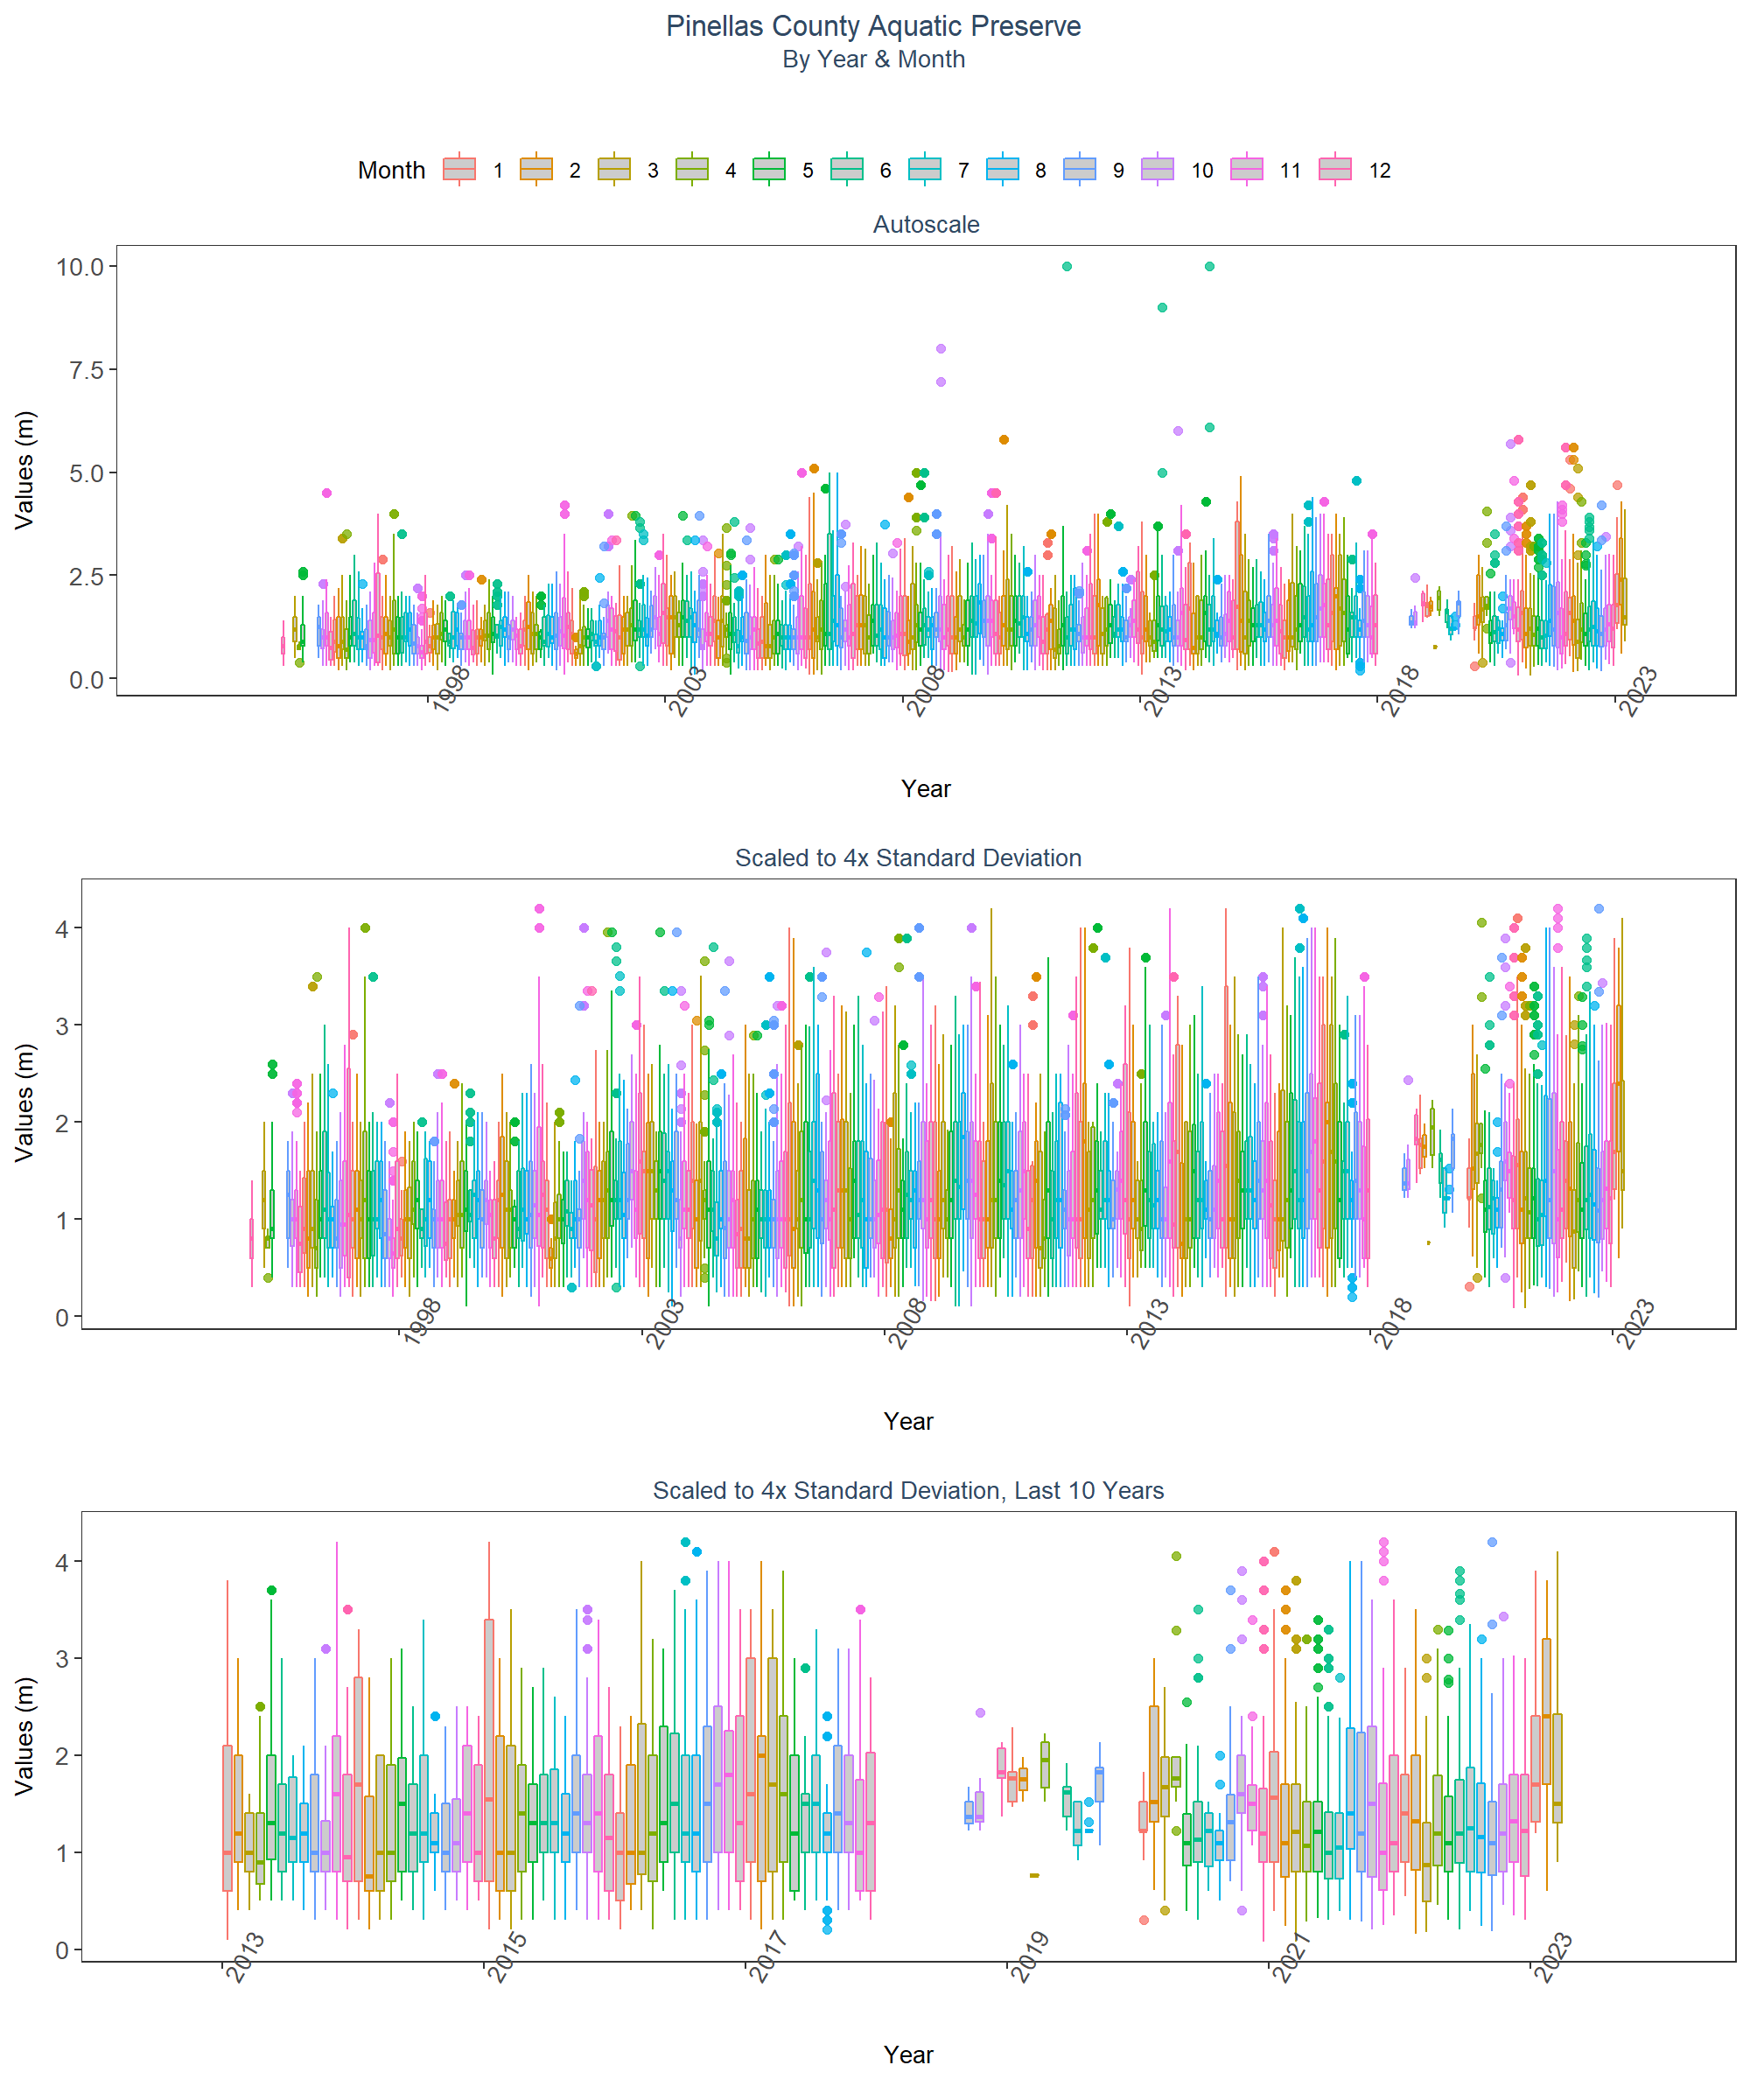 Pinellas County Aquatic Preserve
By Year & Month
Month 1 2 3 4 5 6 7 8 9 10 11 12
Autoscale
10.0
7.5
5.0
2.5
0.0
Values (m)
1998 2003 2008 2013 2018 2023
Year
Scaled to 4x Standard Deviation
4
3
2
1
0
Values (m)
1998 2003 2008 2013 2018 2023
Year
Scaled to 4x Standard Deviation, Last 10 Years
4
3
2
1
0
Values (m)
2013 2015 2017 2019 2021 2023
Year